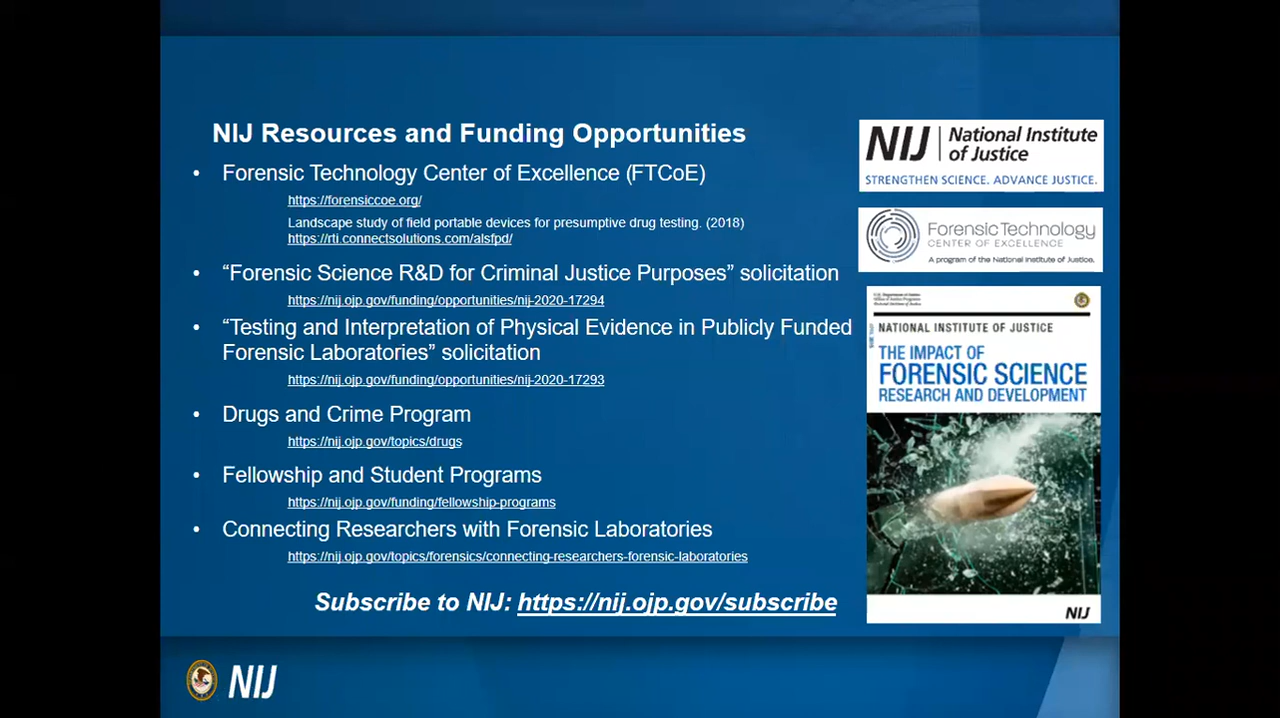 NIJ Resources and Funding Opportunities
• Forensic Technology Center of Excellence (FTCoE)
https://forensiccoe.org/
Landscape study of field portable devices for presumptive drug testing. (2018)
https://rti.connectsolutions.com/alsfpd/
• “Forensic Science R&D for Criminal Justice Purposes” solicitation
https://nij.ojp.gov/funding/opportunities/nij-2020-17294
• “Testing and Interpretation of Physical Evidence in Publicly Funded
Forensic Laboratories” solicitation
https://nij.ojp.gov/funding/opportunities/nij-2020-17293
• Drugs and Crime Program
https://nij.ojp.gov/topics/drugs
• Fellowship and Student Programs
https://nij.ojp.gov/funding/fellowship-programs
• Connecting Researchers with Forensic Laboratories
https://nij.ojp.gov/topics/forensics/connecting-researchers-forensic-laboratories
Subscribe to NIJ: https://nij.ojp.gov/subscribe
NIJ | National Institute
of Justice
STRENGTHEN SCIENCE. ADVANCE JUSTICE.
Forensic Technology
CENTER OF EXCELLENCE
A program of the National Institute of Justice.
NATIONAL INSTITUTE OF JUSTICE
THE IMPACT OF
FORENSIC SCIENCE
RESEARCH AND DEVELOPMENT
NIJ
NIJ